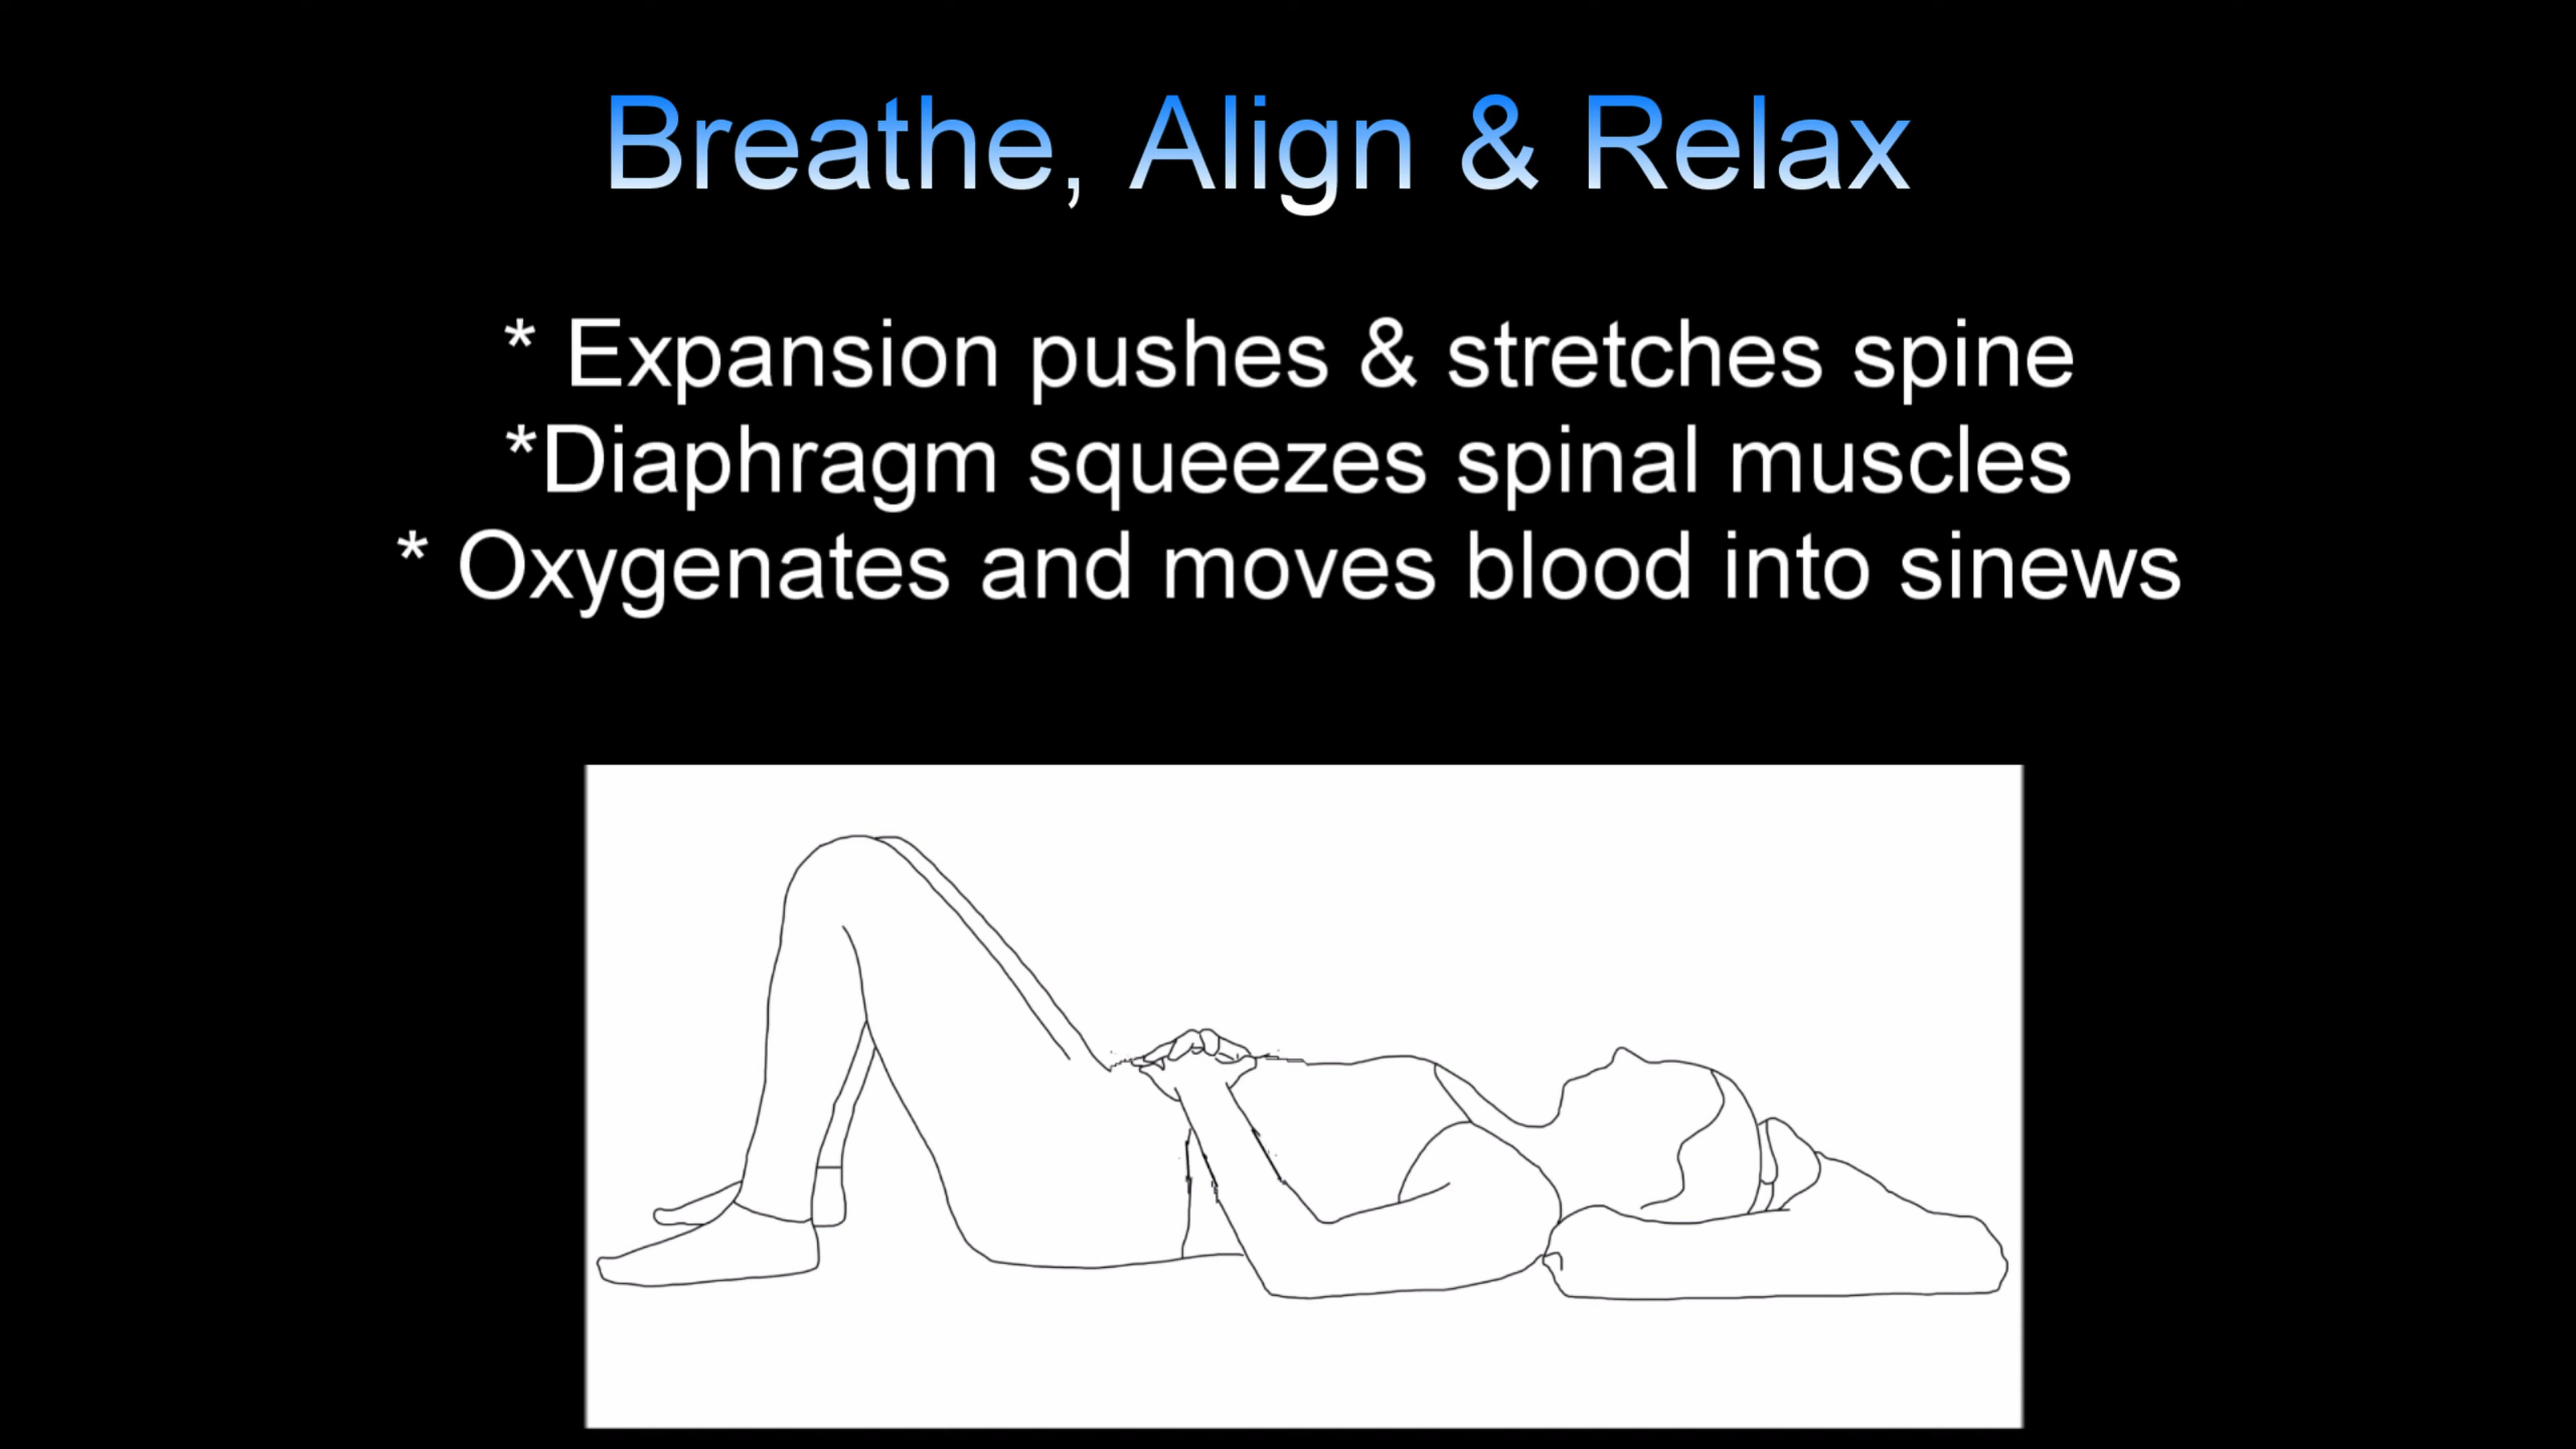 Breathe, Align & Relax
* Expansion pushes & stretches spine
*Diaphragm squeezes spinal muscles
* Oxygenates and moves blood into sinews